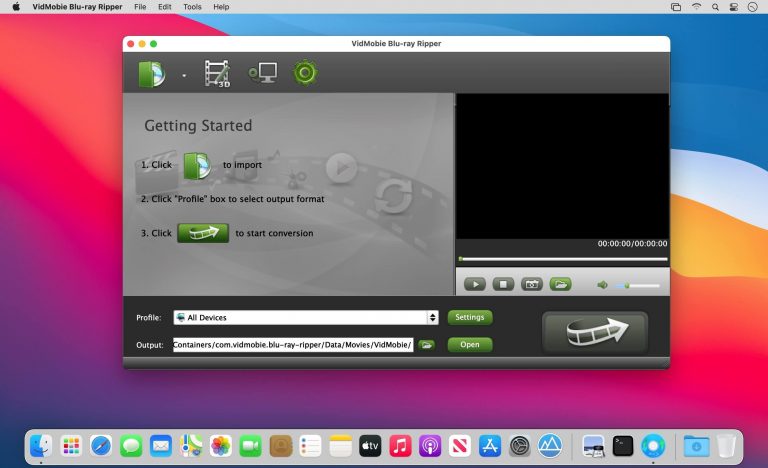 VidMobie Blu-ray Ripper File Edit Tools Help
VidMobie Blu-ray Ripper
3D
Getting Started
1. Click to import
2. Click "Profile" box to select output format
3. Click to start conversion
00:00:00/00:00:00
Profile: All Devices Settings
Output: Containers/com.vidmobie.blu-ray-ripper/Data/Movies/VidMobie/ Open
tv